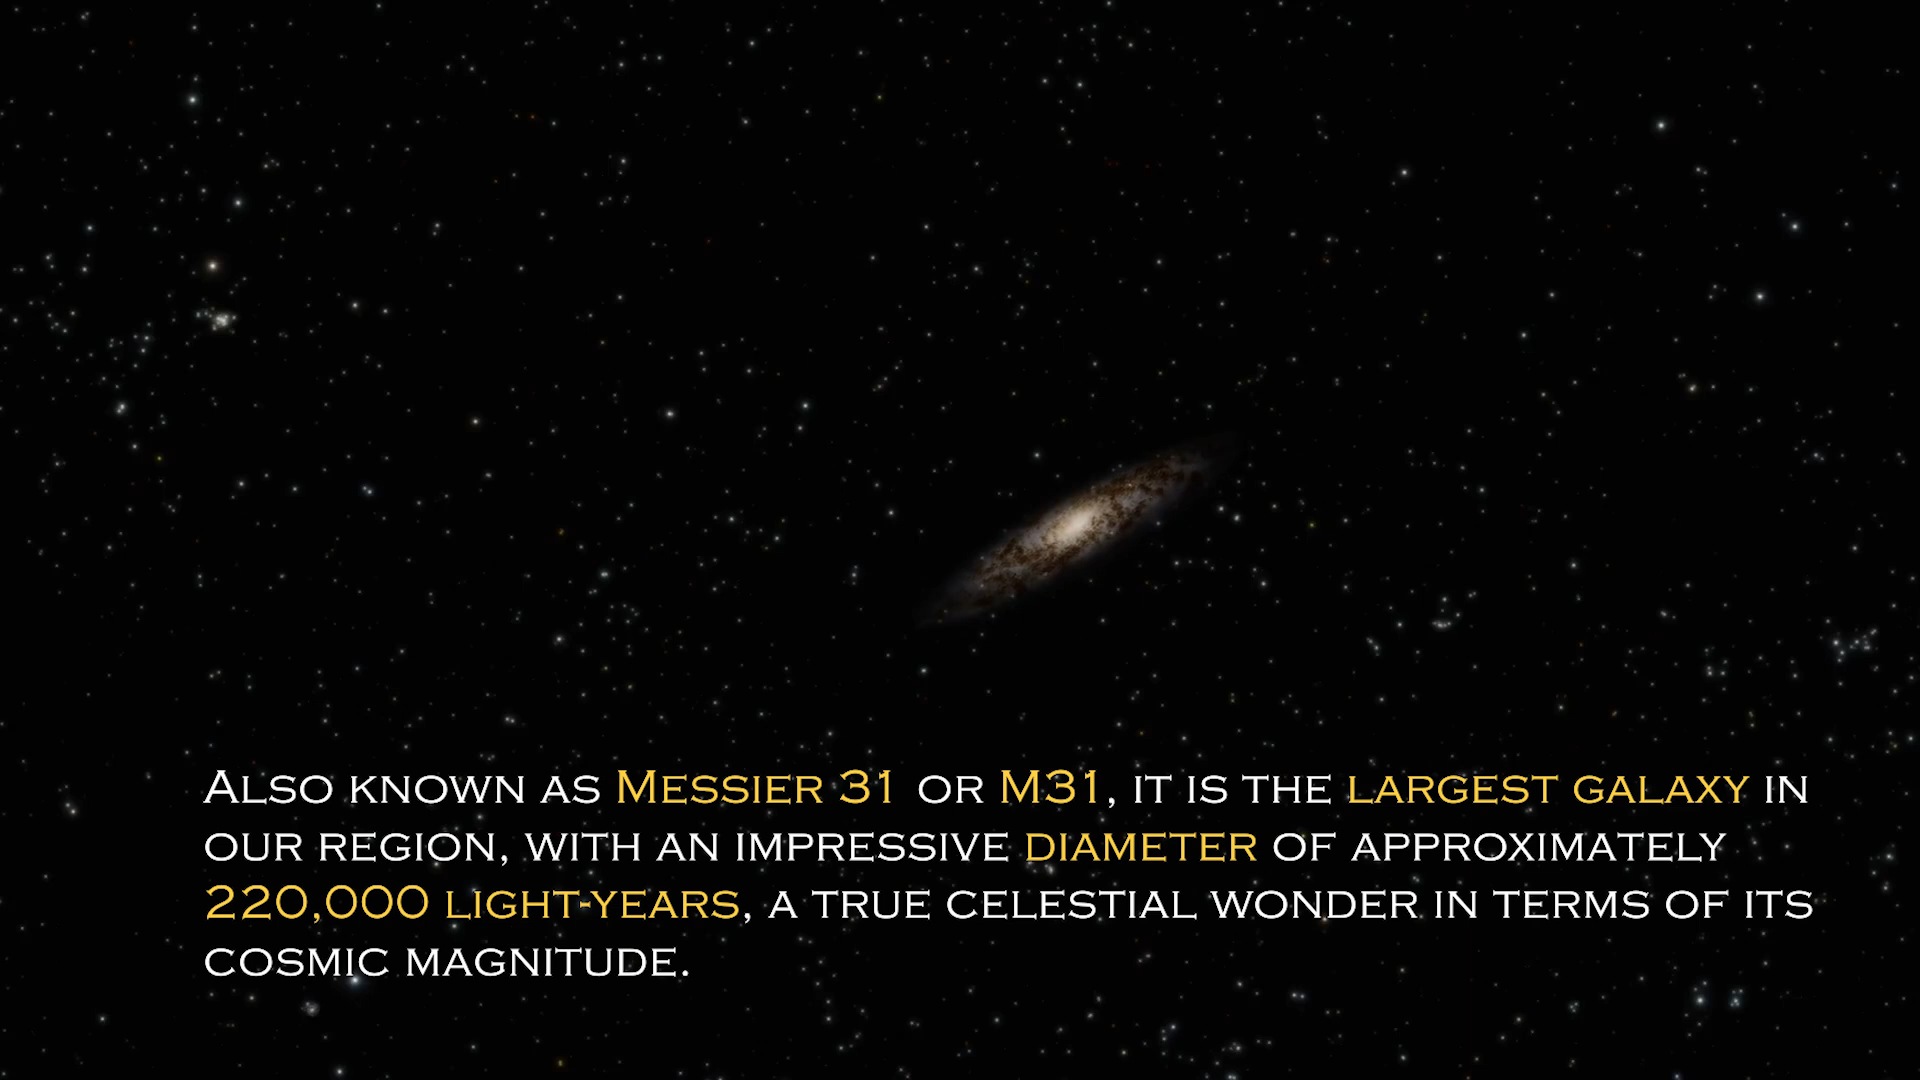 Also known as Messier 31 or M31, it is the largest galaxy in
our region, with an impressive diameter of approximately
220,000 light-years, a true celestial wonder in terms of its
cosmic magnitude.